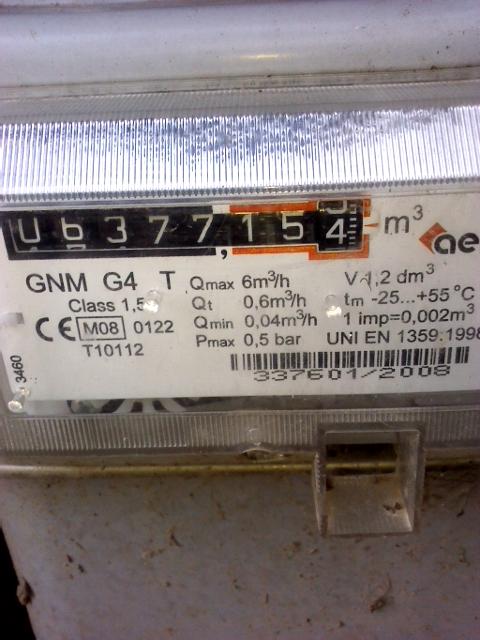 06377,154 m³
ae
GNM G4 T
Class 1,5
CE M08 0122
T10112
Qmax 6m³/h
Qt 0,6m³/h
Qmin 0,04m³/h
Pmax 0,5 bar
V 1,2 dm³
tm -25...+55°C
1 imp=0,002m³
UNI EN 1359:1998
337601/2008
3460